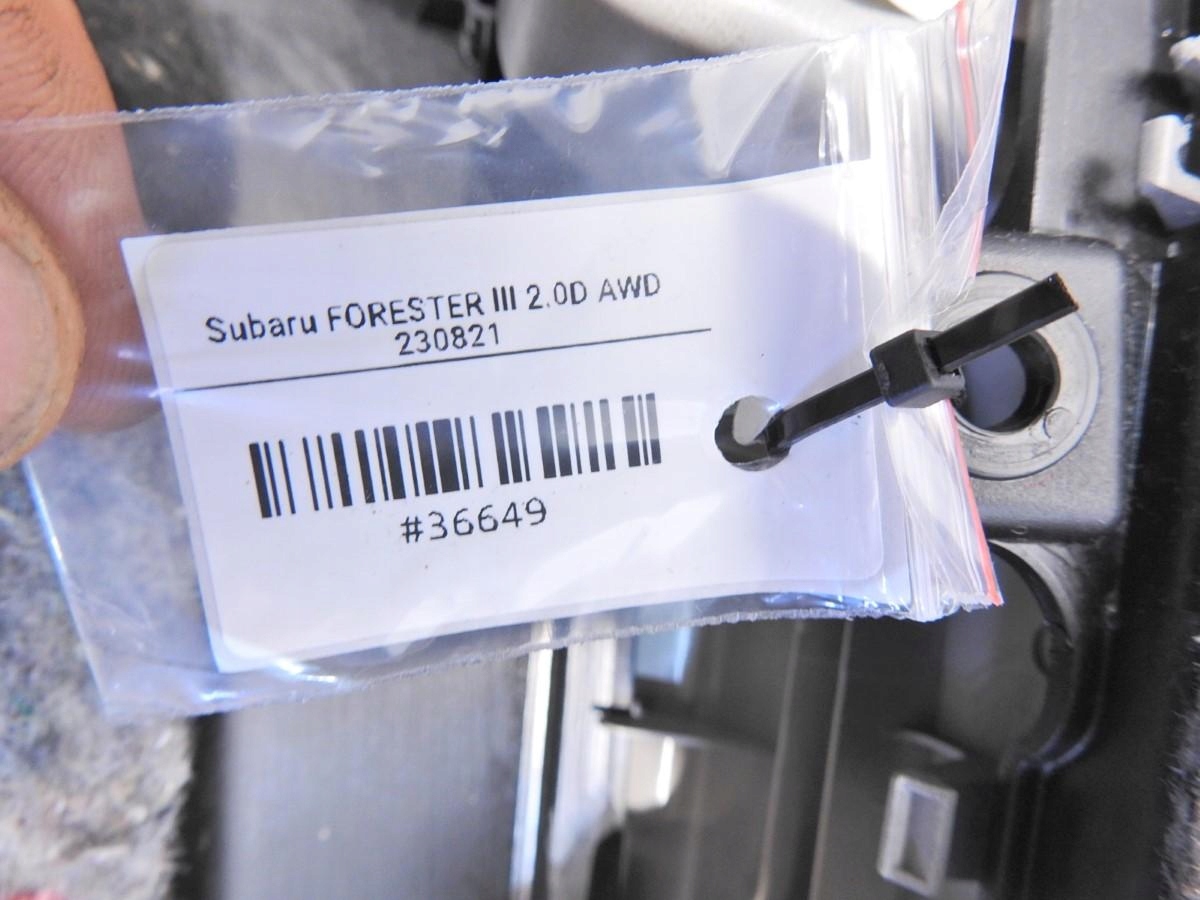 Subaru FORESTER III 2.0D AWD
230821
#36649